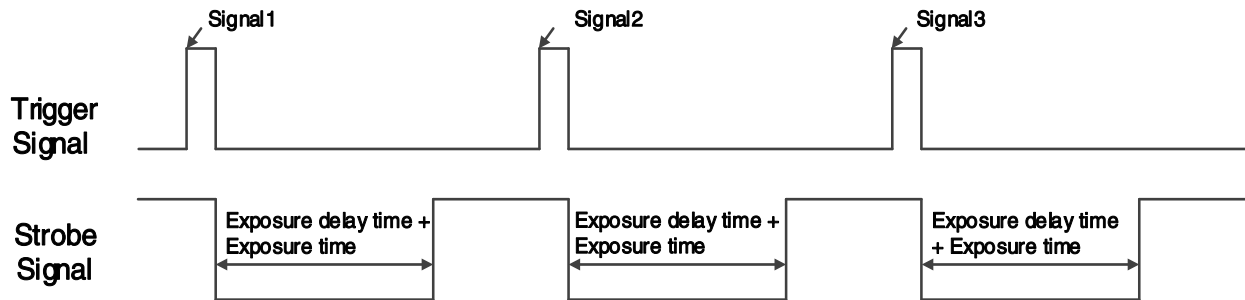 Signal1
Signal2
Signal3
Trigger
Signal
Strobe
Signal
Exposure delay time +
Exposure time
Exposure delay time +
Exposure time
Exposure delay time
+ Exposure time